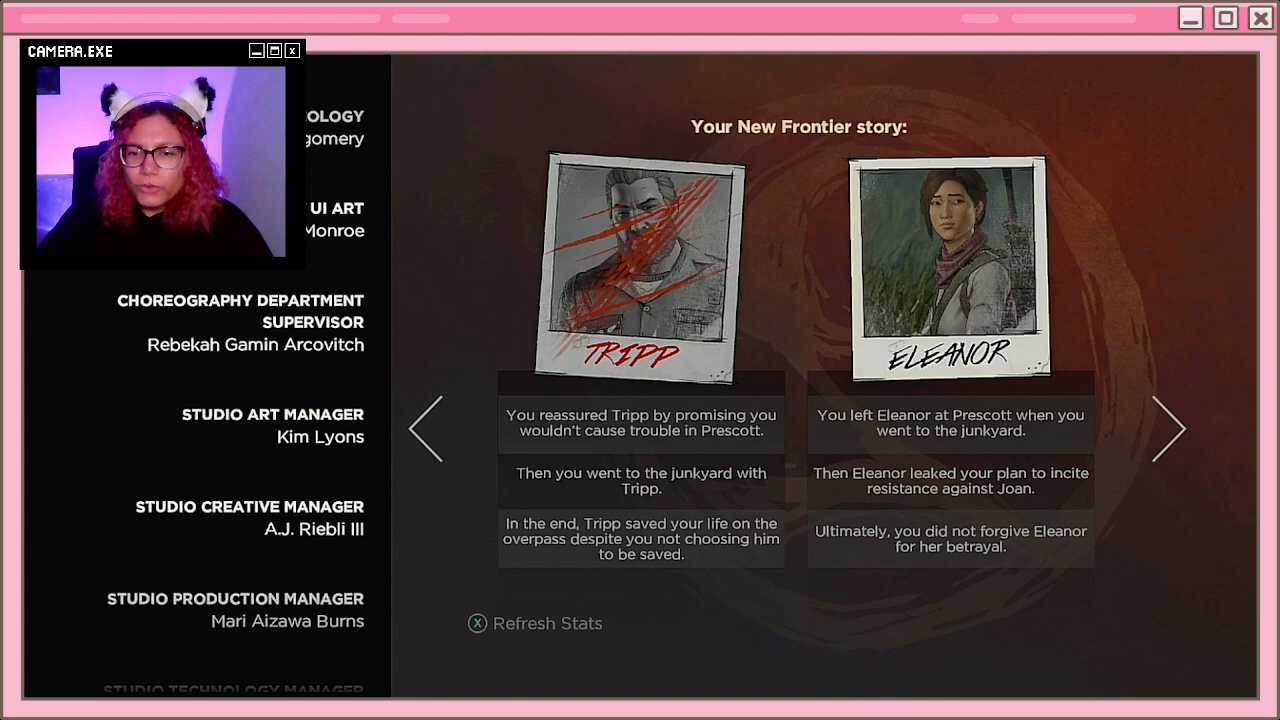 CAMERA.EXE
OLOGY
gomery
UI ART
Monroe
CHOREOGRAPHY DEPARTMENT
SUPERVISOR
Rebekah Gamin Arcovitch
STUDIO ART MANAGER
Kim Lyons
STUDIO CREATIVE MANAGER
A.J. Riebli III
STUDIO PRODUCTION MANAGER
Mari Aizawa Burns
STUDIO TECHNOLOGY MANAGER
Your New Frontier story:
TRIPP
You reassured Tripp by promising you
wouldn't cause trouble in Prescott.
Then you went to the junkyard with
Tripp.
In the end, Tripp saved your life on the
overpass despite you not choosing him
to be saved.
ELEANOR
You left Eleanor at Prescott when you
went to the junkyard.
Then Eleanor leaked your plan to incite
resistance against Joan.
Ultimately, you did not forgive Eleanor
for her betrayal.
X Refresh Stats